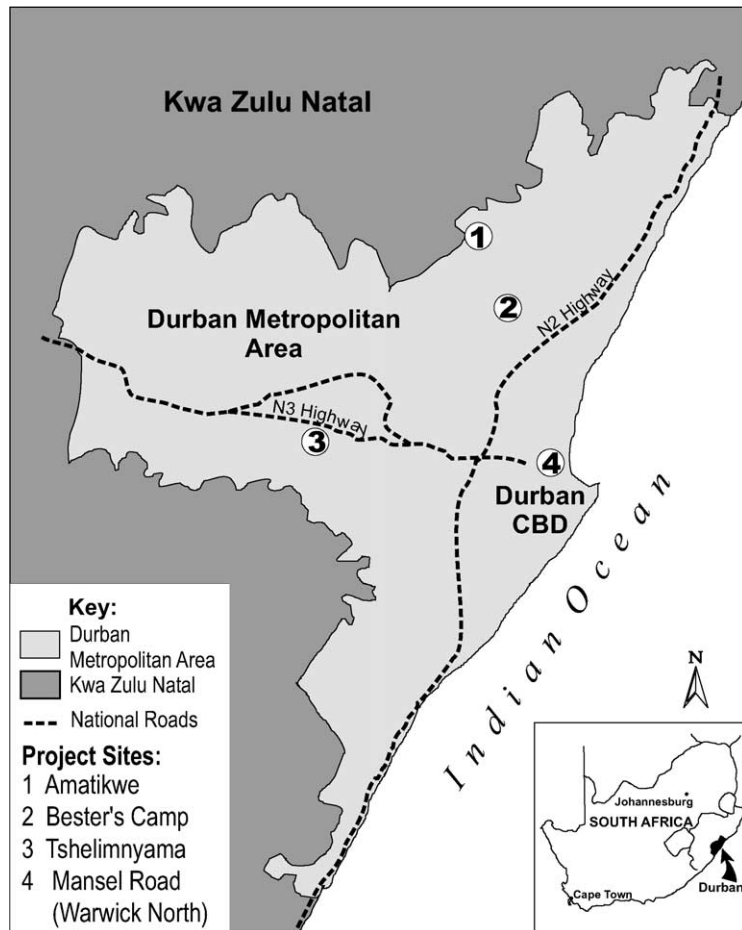 Kwa Zulu Natal
1
2
N2 Highway
Durban Metropolitan
Area
N3 Highway
3
4
Durban
CBD
Indian Ocean
N
Key:
Durban
Metropolitan Area
Kwa Zulu Natal
National Roads
Project Sites:
1 Amatikwe
2 Bester's Camp
3 Tshelimnyama
4 Mansel Road
(Warwick North)
Johannesburg
SOUTH AFRICA
Cape Town
Durban